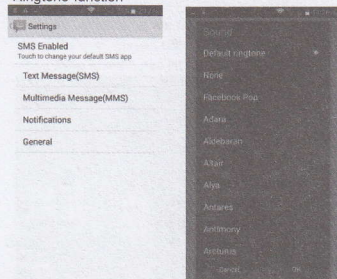 Ringtone function
Settings
SMS Enabled
Touch to change your default SMS app
Text Message(SMS)
Multimedia Message(MMS)
Notifications
General
Default ringtone
None
Facebook Pop
Adara
Aldebaran
Altair
Alya
Antares
Antimony
Arcturus
Cancel
OK